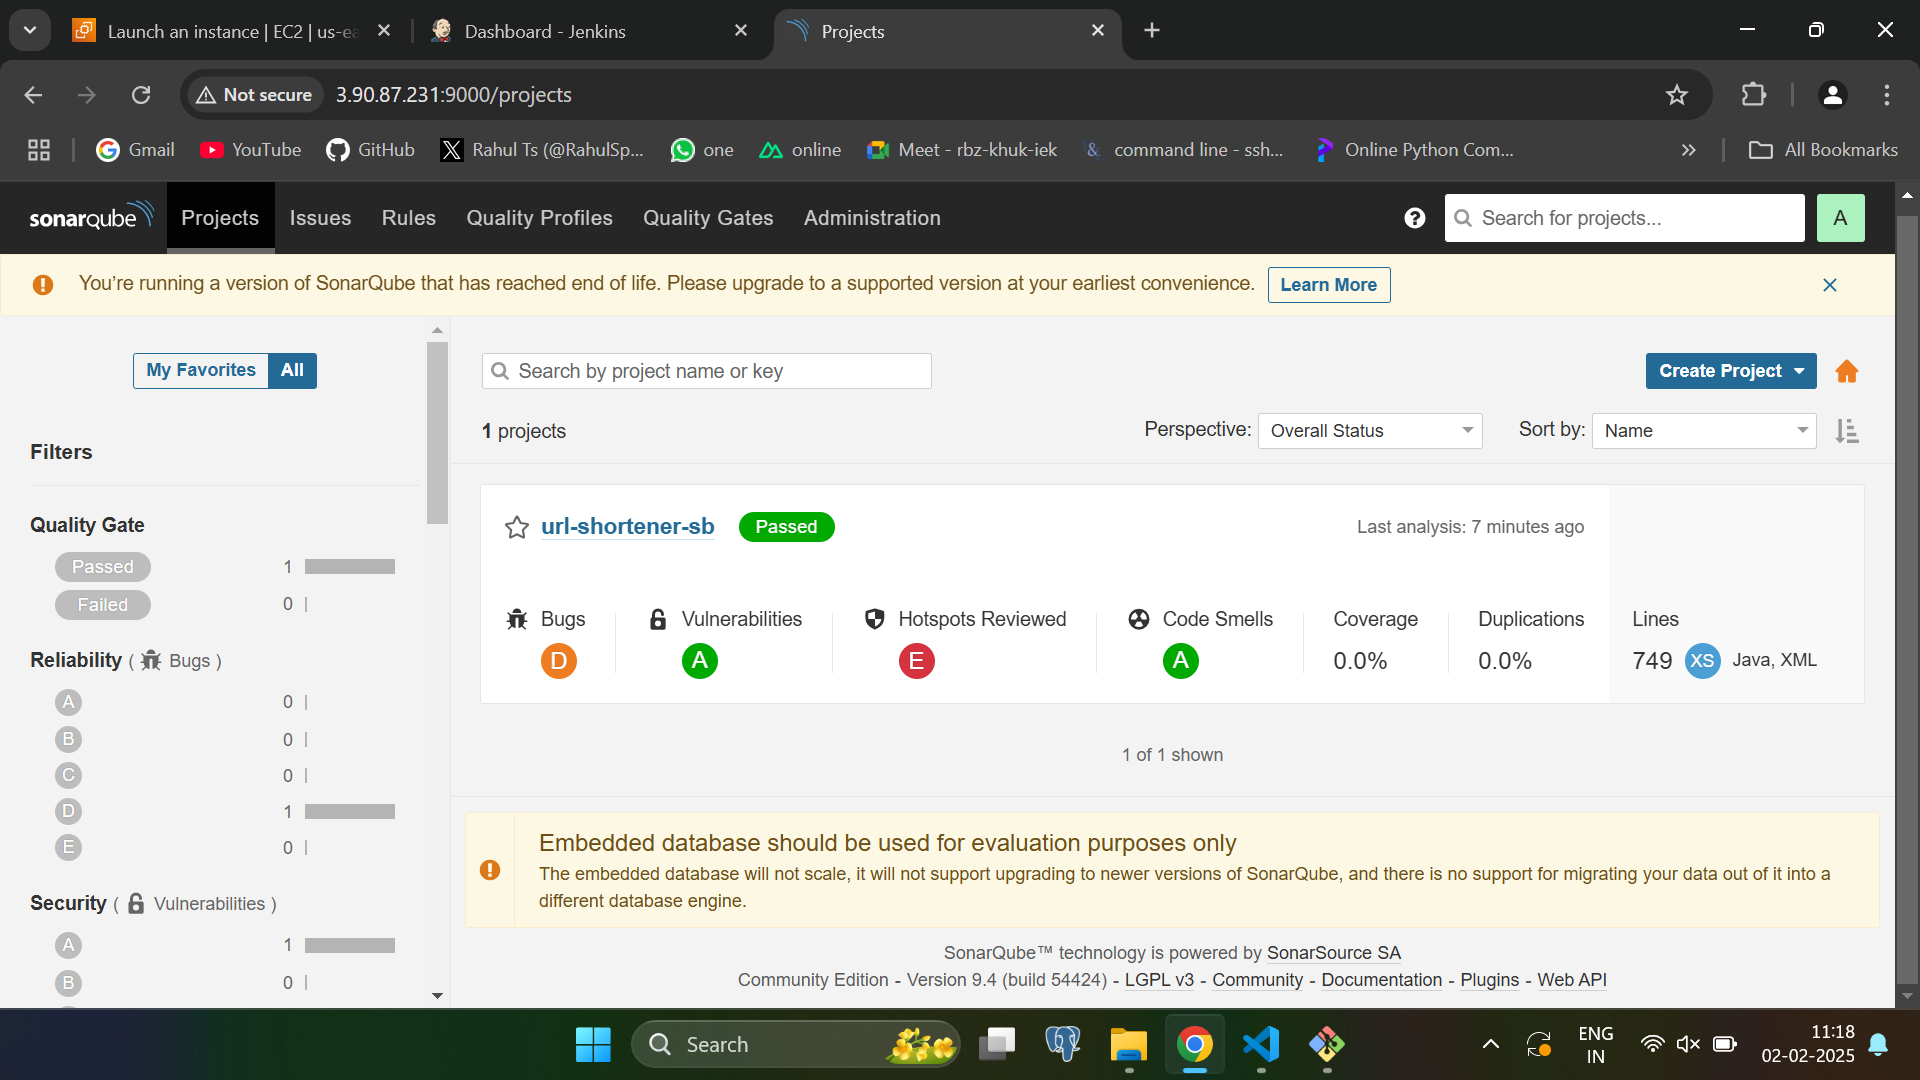 Launch an instance | EC2 | us-ea
Dashboard - Jenkins
Projects
Not secure
3.90.87.231:9000/projects
Gmail
YouTube
GitHub
Rahul Ts (@RahulSp...
one
online
Meet - rbz-khuk-iek
command line - ssh...
Online Python Com...
All Bookmarks
sonarqube
Projects
Issues
Rules
Quality Profiles
Quality Gates
Administration
Search for projects...
A
You're running a version of SonarQube that has reached end of life. Please upgrade to a supported version at your earliest convenience.
Learn More
My Favorites
All
Search by project name or key
Create Project
1 projects
Perspective:
Overall Status
Sort by:
Name
Filters
Quality Gate
Passed 1
Failed 0
Reliability ( Bugs )
A 0
B 0
C 0
D 1
E 0
Security ( Vulnerabilities )
A 1
B 0
url-shortener-sb
Passed
Last analysis: 7 minutes ago
Bugs
D
Vulnerabilities
A
Hotspots Reviewed
E
Code Smells
A
Coverage
0.0%
Duplications
0.0%
Lines
749 XS Java, XML
1 of 1 shown
Embedded database should be used for evaluation purposes only
The embedded database will not scale, it will not support upgrading to newer versions of SonarQube, and there is no support for migrating your data out of it into a
different database engine.
SonarQube™ technology is powered by SonarSource SA
Community Edition - Version 9.4 (build 54424) - LGPL v3 - Community - Documentation - Plugins - Web API
Search
ENG
IN
11:18
02-02-2025